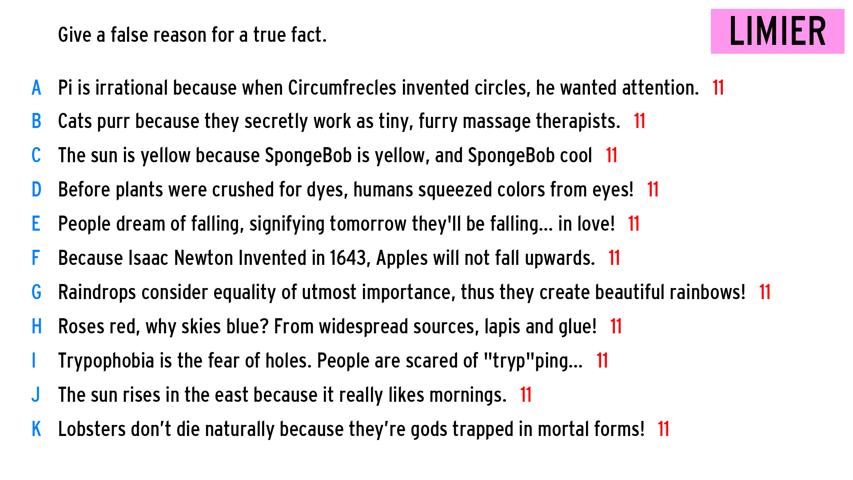 Give a false reason for a true fact.
LIMIER
A Pi is irrational because when Circumfrecles invented circles, he wanted attention. 11
B Cats purr because they secretly work as tiny, furry massage therapists. 11
C The sun is yellow because SpongeBob is yellow, and SpongeBob cool 11
D Before plants were crushed for dyes, humans squeezed colors from eyes! 11
E People dream of falling, signifying tomorrow they'll be falling... in love! 11
F Because Isaac Newton Invented in 1643, Apples will not fall upwards. 11
G Raindrops consider equality of utmost importance, thus they create beautiful rainbows! 11
H Roses red, why skies blue? From widespread sources, lapis and glue! 11
I Trypophobia is the fear of holes. People are scared of "tryp"ping... 11
J The sun rises in the east because it really likes mornings. 11
K Lobsters don’t die naturally because they’re gods trapped in mortal forms! 11